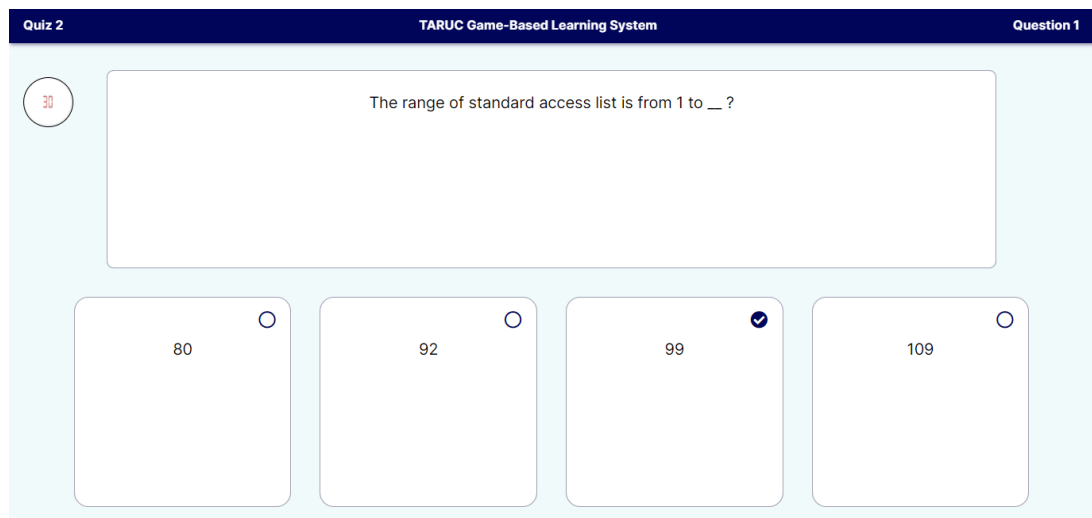 Quiz 2 TARUC Game-Based Learning System Question 1
30
The range of standard access list is from 1 to __ ?
80 92 99 109